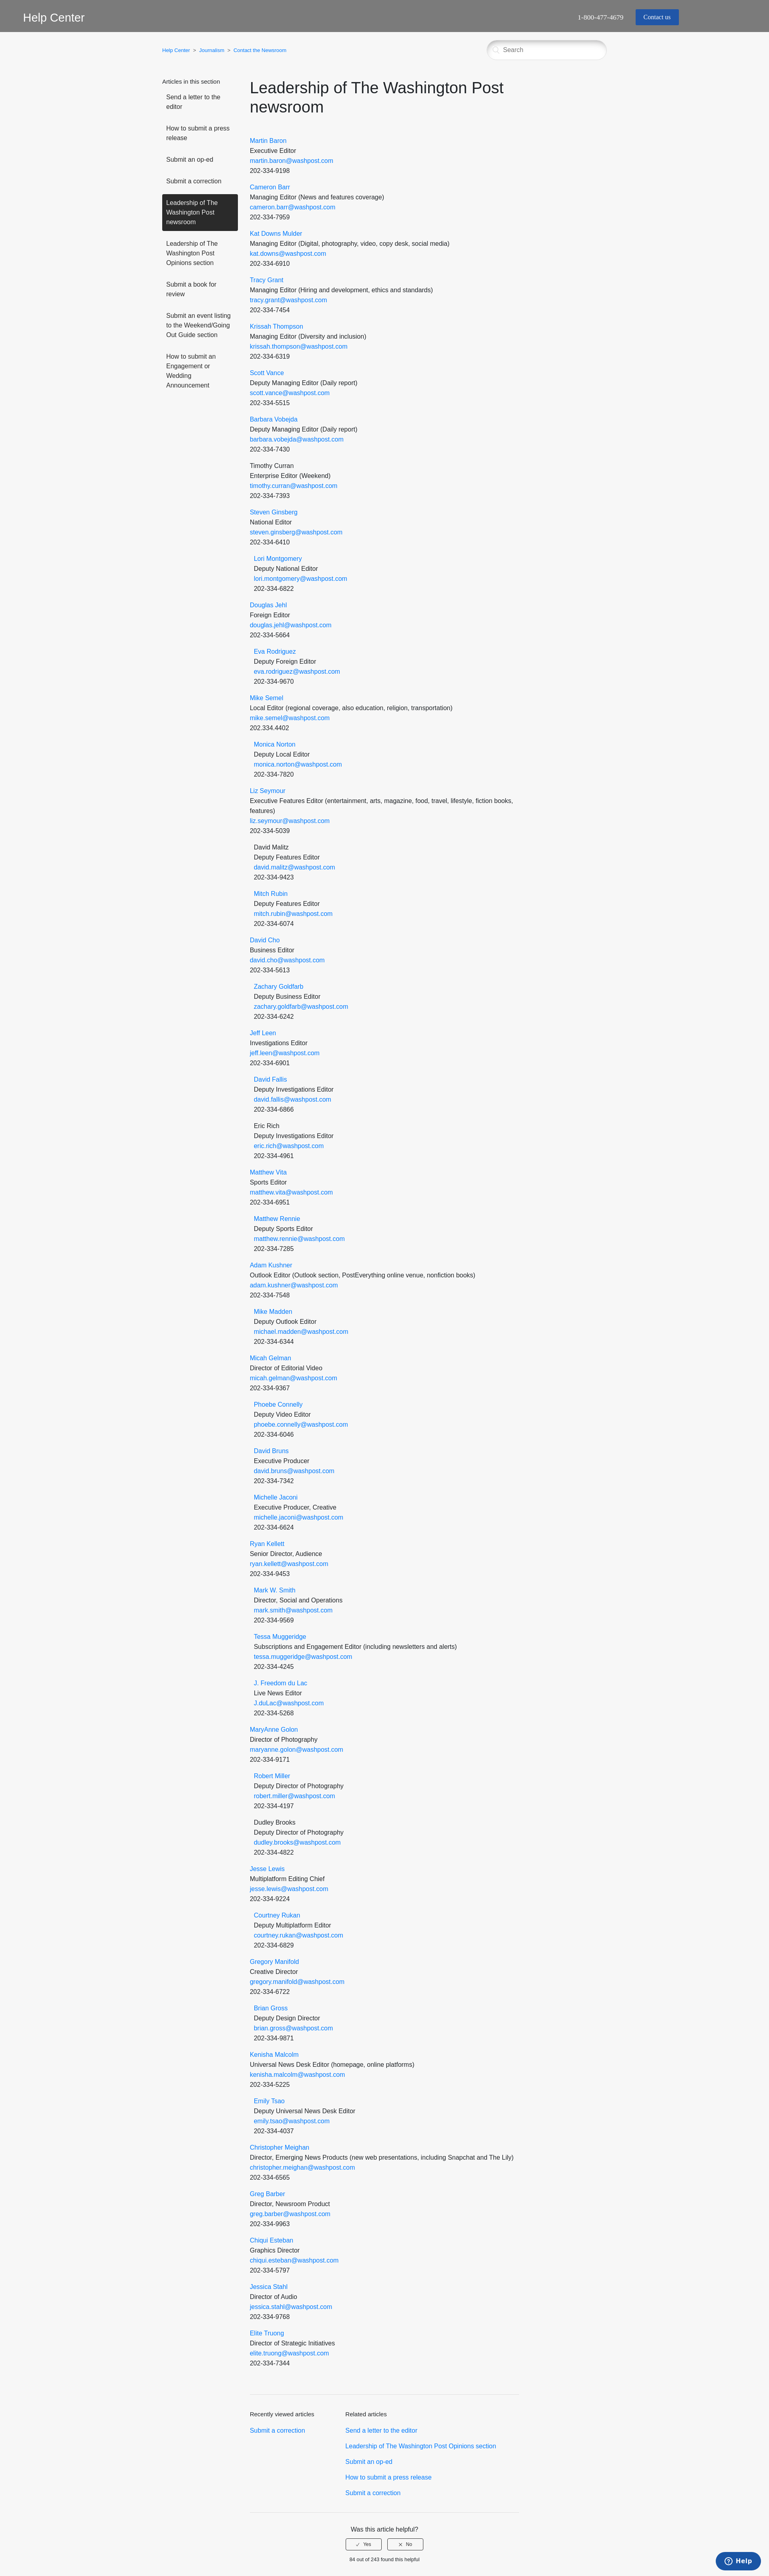 Help Center
1-800-477-4679
Contact us
Help Center > Journalism > Contact the Newsroom
Search
Articles in this section
Send a letter to the
editor
How to submit a press
release
Submit an op-ed
Submit a correction
Leadership of The
Washington Post
newsroom
Leadership of The
Washington Post
Opinions section
Submit a book for
review
Submit an event listing
to the Weekend/Going
Out Guide section
How to submit an
Engagement or
Wedding
Announcement
Leadership of The Washington Post
newsroom
Martin Baron
Executive Editor
martin.baron@washpost.com
202-334-9198
Cameron Barr
Managing Editor (News and features coverage)
cameron.barr@washpost.com
202-334-7959
Kat Downs Mulder
Managing Editor (Digital, photography, video, copy desk, social media)
kat.downs@washpost.com
202-334-6910
Tracy Grant
Managing Editor (Hiring and development, ethics and standards)
tracy.grant@washpost.com
202-334-7454
Krissah Thompson
Managing Editor (Diversity and inclusion)
krissah.thompson@washpost.com
202-334-6319
Scott Vance
Deputy Managing Editor (Daily report)
scott.vance@washpost.com
202-334-5515
Barbara Vobejda
Deputy Managing Editor (Daily report)
barbara.vobejda@washpost.com
202-334-7430
Timothy Curran
Enterprise Editor (Weekend)
timothy.curran@washpost.com
202-334-7393
Steven Ginsberg
National Editor
steven.ginsberg@washpost.com
202-334-6410
Lori Montgomery
Deputy National Editor
lori.montgomery@washpost.com
202-334-6822
Douglas Jehl
Foreign Editor
douglas.jehl@washpost.com
202-334-5664
Eva Rodriguez
Deputy Foreign Editor
eva.rodriguez@washpost.com
202-334-9670
Mike Semel
Local Editor (regional coverage, also education, religion, transportation)
mike.semel@washpost.com
202.334.4402
Monica Norton
Deputy Local Editor
monica.norton@washpost.com
202-334-7820
Liz Seymour
Executive Features Editor (entertainment, arts, magazine, food, travel, lifestyle, fiction books,
features)
liz.seymour@washpost.com
202-334-5039
David Malitz
Deputy Features Editor
david.malitz@washpost.com
202-334-9423
Mitch Rubin
Deputy Features Editor
mitch.rubin@washpost.com
202-334-6074
David Cho
Business Editor
david.cho@washpost.com
202-334-5613
Zachary Goldfarb
Deputy Business Editor
zachary.goldfarb@washpost.com
202-334-6242
Jeff Leen
Investigations Editor
jeff.leen@washpost.com
202-334-6901
David Fallis
Deputy Investigations Editor
david.fallis@washpost.com
202-334-6866
Eric Rich
Deputy Investigations Editor
eric.rich@washpost.com
202-334-4961
Matthew Vita
Sports Editor
matthew.vita@washpost.com
202-334-6951
Matthew Rennie
Deputy Sports Editor
matthew.rennie@washpost.com
202-334-7285
Adam Kushner
Outlook Editor (Outlook section, PostEverything online venue, nonfiction books)
adam.kushner@washpost.com
202-334-7548
Mike Madden
Deputy Outlook Editor
michael.madden@washpost.com
202-334-6344
Micah Gelman
Director of Editorial Video
micah.gelman@washpost.com
202-334-9367
Phoebe Connelly
Deputy Video Editor
phoebe.connelly@washpost.com
202-334-6046
David Bruns
Executive Producer
david.bruns@washpost.com
202-334-7342
Michelle Jaconi
Executive Producer, Creative
michelle.jaconi@washpost.com
202-334-6624
Ryan Kellett
Senior Director, Audience
ryan.kellett@washpost.com
202-334-9453
Mark W. Smith
Director, Social and Operations
mark.smith@washpost.com
202-334-9569
Tessa Muggeridge
Subscriptions and Engagement Editor (including newsletters and alerts)
tessa.muggeridge@washpost.com
202-334-4245
J. Freedom du Lac
Live News Editor
J.duLac@washpost.com
202-334-5268
MaryAnne Golon
Director of Photography
maryanne.golon@washpost.com
202-334-9171
Robert Miller
Deputy Director of Photography
robert.miller@washpost.com
202-334-4197
Dudley Brooks
Deputy Director of Photography
dudley.brooks@washpost.com
202-334-4822
Jesse Lewis
Multiplatform Editing Chief
jesse.lewis@washpost.com
202-334-9224
Courtney Rukan
Deputy Multiplatform Editor
courtney.rukan@washpost.com
202-334-6829
Gregory Manifold
Creative Director
gregory.manifold@washpost.com
202-334-6722
Brian Gross
Deputy Design Director
brian.gross@washpost.com
202-334-9871
Kenisha Malcolm
Universal News Desk Editor (homepage, online platforms)
kenisha.malcolm@washpost.com
202-334-5225
Emily Tsao
Deputy Universal News Desk Editor
emily.tsao@washpost.com
202-334-4037
Christopher Meighan
Director, Emerging News Products (new web presentations, including Snapchat and The Lily)
christopher.meighan@washpost.com
202-334-6565
Greg Barber
Director, Newsroom Product
greg.barber@washpost.com
202-334-9963
Chiqui Esteban
Graphics Director
chiqui.esteban@washpost.com
202-334-5797
Jessica Stahl
Director of Audio
jessica.stahl@washpost.com
202-334-9768
Elite Truong
Director of Strategic Initiatives
elite.truong@washpost.com
202-334-7344
Recently viewed articles
Submit a correction
Related articles
Send a letter to the editor
Leadership of The Washington Post Opinions section
Submit an op-ed
How to submit a press release
Submit a correction
Was this article helpful?
Yes
No
84 out of 243 found this helpful
Help